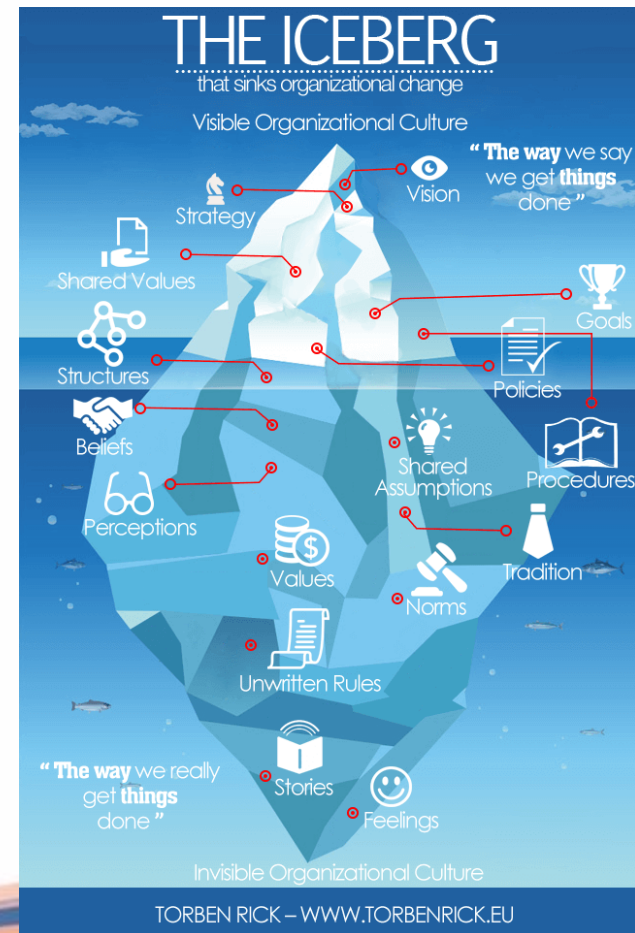 THE ICEBERG
that sinks organizational change
Visible Organizational Culture
“ The way we say
we get things
done ”
Vision
Strategy
Shared Values
Goals
Structures
Policies
Beliefs
Shared
Assumptions
Procedures
Perceptions
Tradition
Values
Norms
Unwritten Rules
“ The way we really
get things
done ”
Stories
Feelings
Invisible Organizational Culture
TORBEN RICK – WWW.TORBENRICK.EU